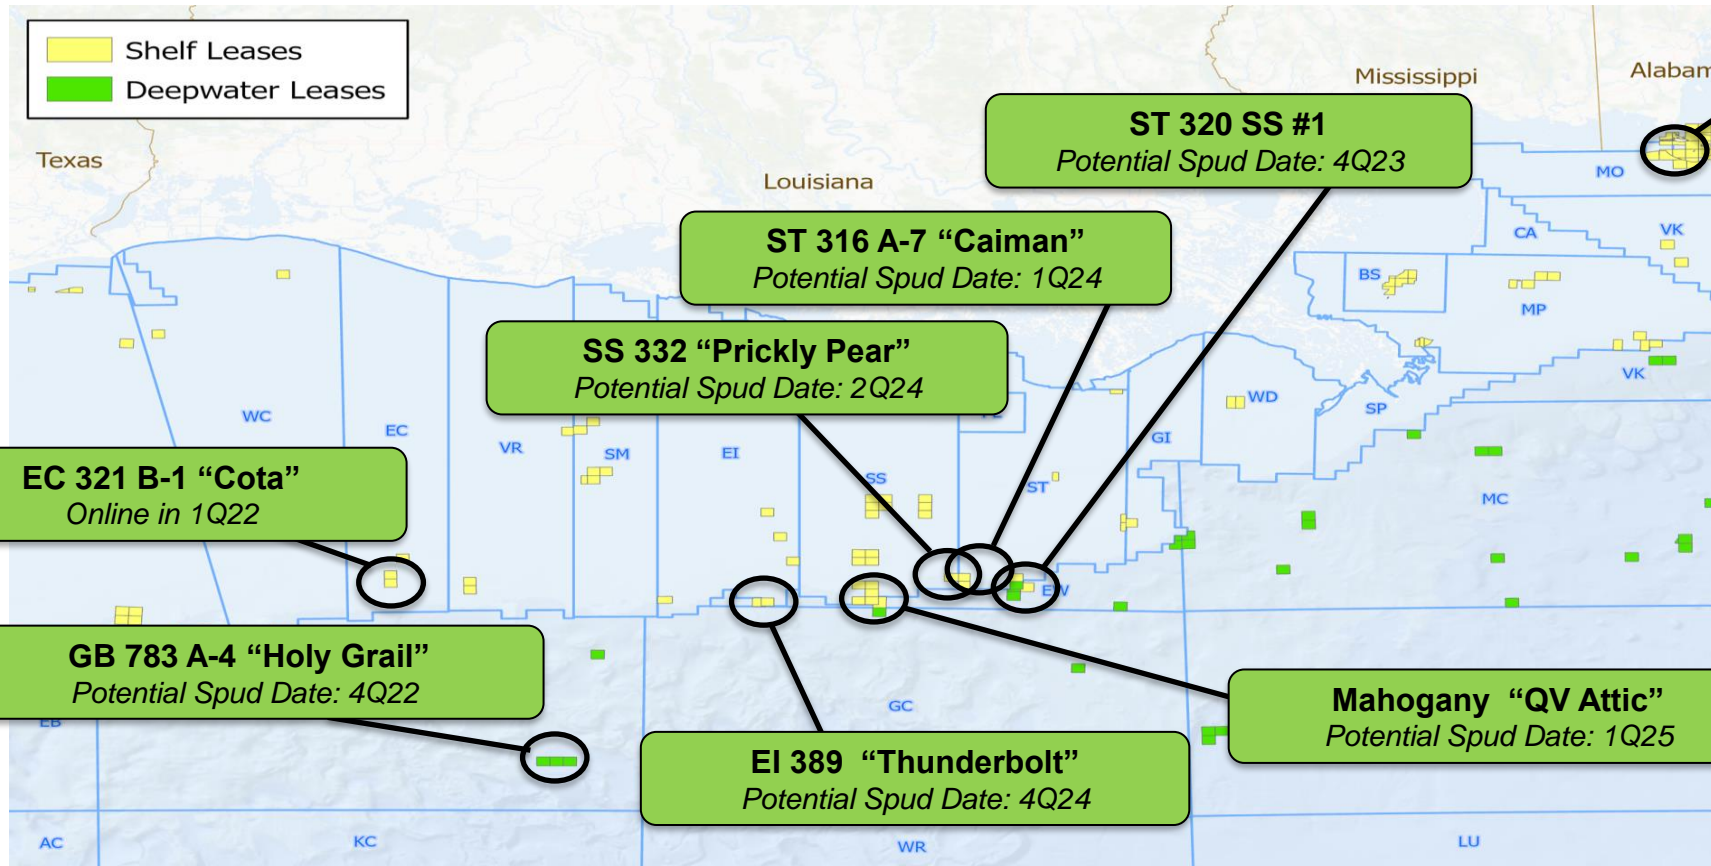 Shelf Leases
Deepwater Leases
Texas
Louisiana
Mississippi
Alabam
ST 320 SS #1
Potential Spud Date: 4Q23
ST 316 A-7 “Caiman”
Potential Spud Date: 1Q24
SS 332 “Prickly Pear”
Potential Spud Date: 2Q24
EC 321 B-1 “Cota”
Online in 1Q22
GB 783 A-4 “Holy Grail”
Potential Spud Date: 4Q22
EI 389 “Thunderbolt”
Potential Spud Date: 4Q24
Mahogany “QV Attic”
Potential Spud Date: 1Q25
MO
CA
VK
BS
MP
VK
WC
EC
VR
SM
EI
SS
ST
GI
WD
SP
MC
EW
GC
EB
AC
KC
WR
LU